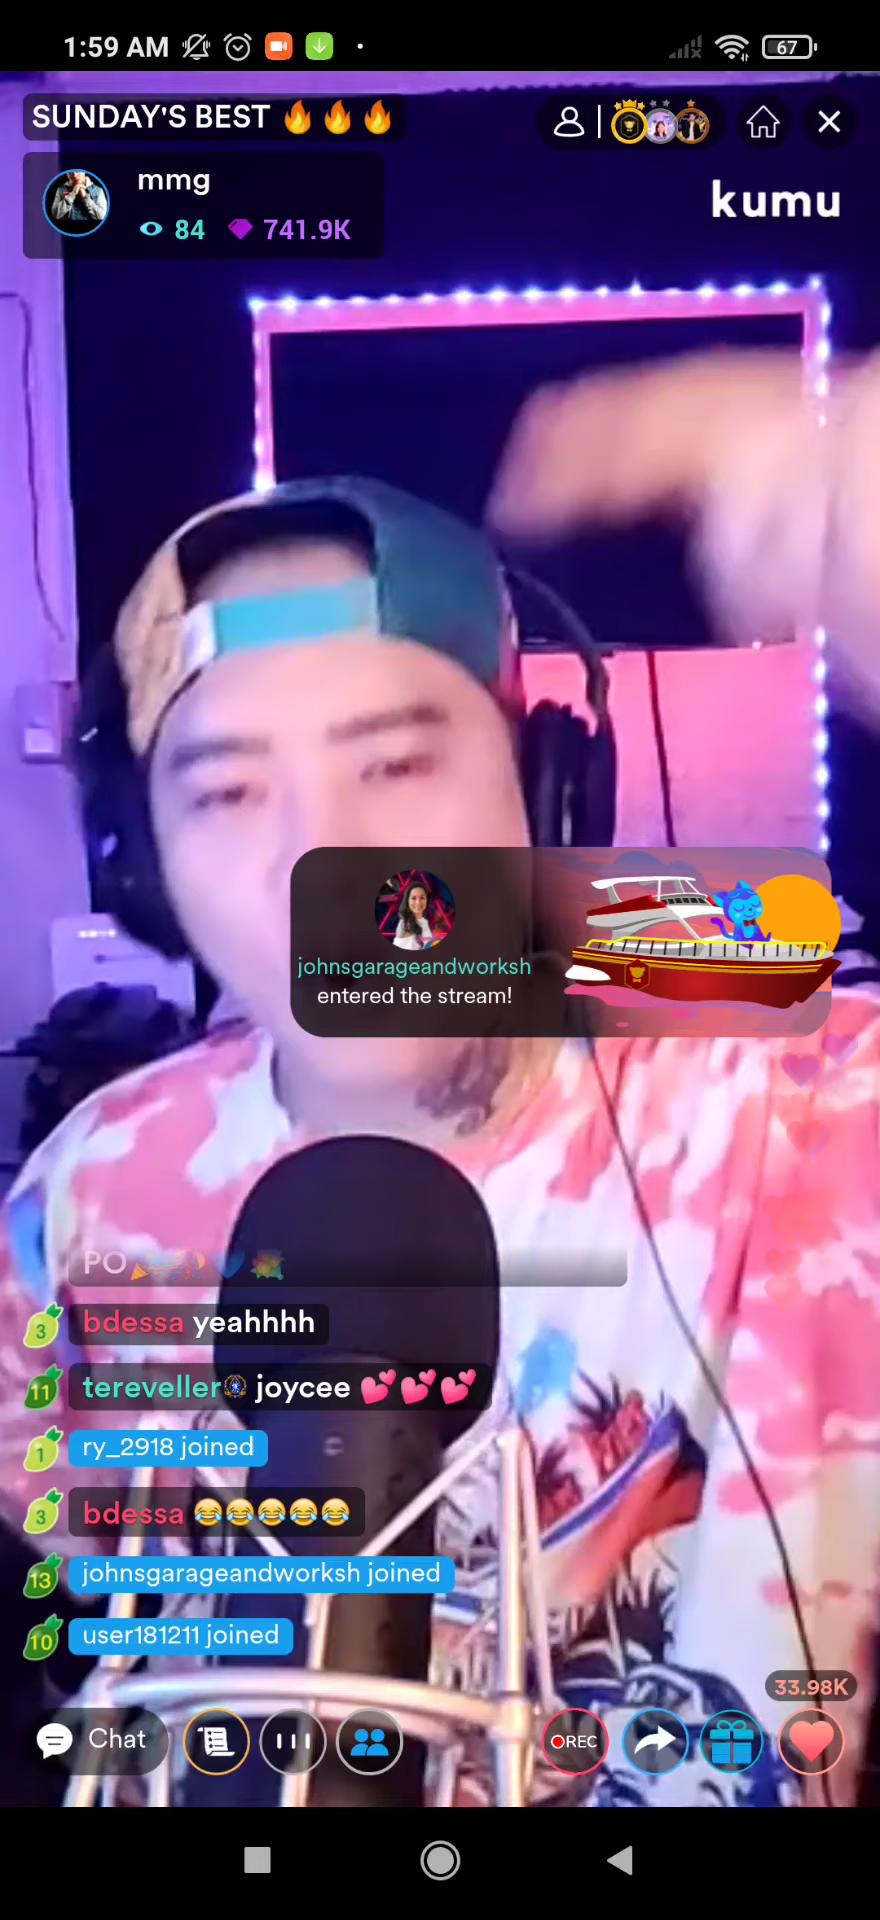 1:59 AM
67
SUNDAY'S BEST 🔥🔥🔥
mmg
84 741.9K
kumu
johnsgarageandworksh
entered the stream!
PO🎉🎊💙💐
3 bdessa yeahhhh
11 tereveller joycee 💕💕💕
1 ry_2918 joined
3 bdessa 😂😂😂😂😂
13 johnsgarageandworksh joined
10 user181211 joined
33.98K
Chat
REC